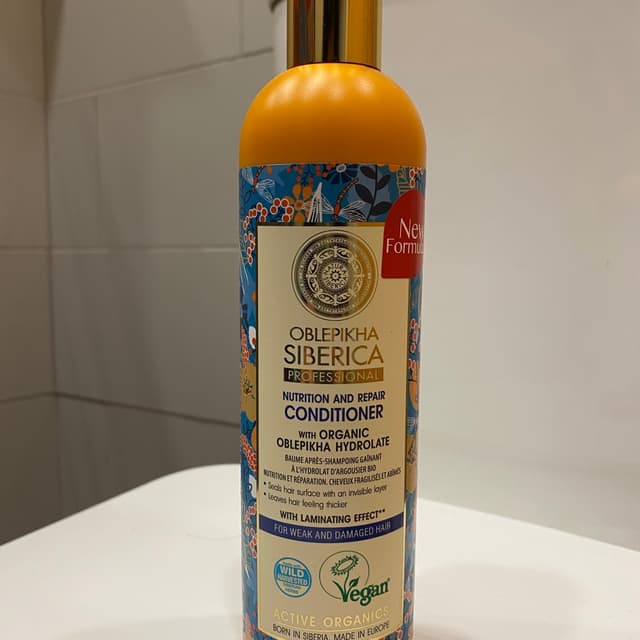 New
Formula
OBLEPIKHA
SIBERICA
PROFESSIONAL
NUTRITION AND REPAIR
CONDITIONER
WITH ORGANIC
OBLEPIKHA HYDROLATE
BAUME APRÈS-SHAMPOING GAÎNANT
À L'HYDROLAT D'ARGOUSIER BIO
NUTRITION ET RÉPARATION. CHEVEUX FRAGILISÉS ET ABÎMÉS
• Seals hair surface with an invisible layer
• Leaves hair feeling thicker
WITH LAMINATING EFFECT**
FOR WEAK AND DAMAGED HAIR
WILD
HARVESTED
Vegan
ACTIVE ORGANICS
BORN IN SIBERIA. MADE IN EUROPE